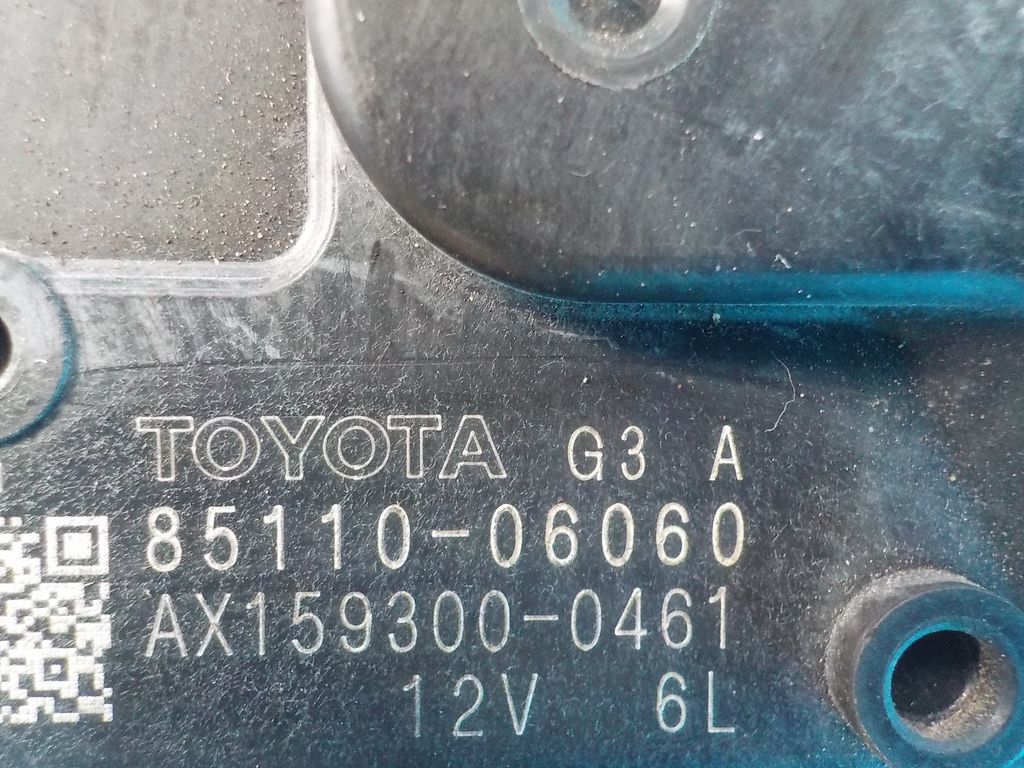 TOYOTA G3 A
85110-06060
AX159300-0461
12V 6L